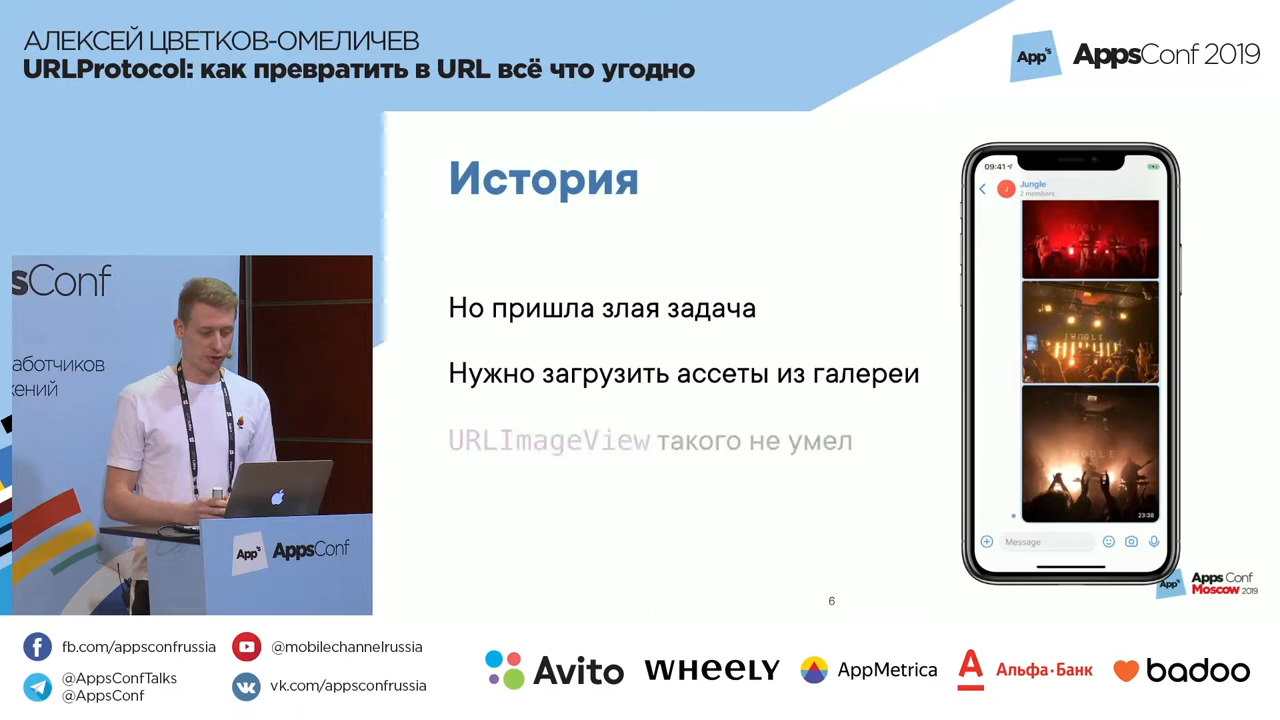 АЛЕКСЕЙ ЦВЕТКОВ-ОМЕЛИЧЕВ
URLProtocol: как превратить в URL всё что угодно
App's
AppsConf 2019
История
Но пришла злая задача
Нужно загрузить ассеты из галереи
URLImageView такого не умел
09:41
J
Jungle
2 members
JUNGLE
23:38
Message
6
App's
Apps Conf
Moscow 2019
sConf
аботчиков
жений
App's
AppsConf
fb.com/appsconfrussia
@mobilechannelrussia
@AppsConfTalks
@AppsConf
vk.com/appsconfrussia
Avito
WHEELY
AppMetrica
А
Альфа·Банк
badoo